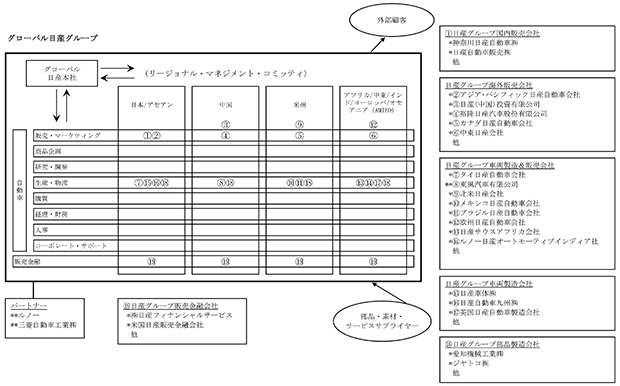 グローバル日産グループ
外部顧客
グローバル
日産本社
(リージョナル・マネジメント・コミッティ)
日本/アセアン
中国
米州
アフリカ/中東/イン
ド/ヨーロッパ/オセ
アニア (AMIEO)
③
⑨
⑫
自動車
販売・マーケティング
①②
④
⑤
⑥
商品企画
研究・開発
生産・物流
⑦⑮⑯⑱
⑧⑱
⑩⑪⑱
⑬⑭⑰⑱
購買
経理・財務
人事
コーポレート・サポート
販売金融
⑲
⑲
⑲
⑲
①日産グループ国内販売会社
*神奈川日産自動車㈱
*日産自動車販売㈱
他
日産グループ海外販売会社
*②アジア・パシフィック日産自動車会社
*③日産(中国)投資有限公司
*④裕隆日産汽車股份有限公司
*⑤カナダ日産自動車会社
*⑥中東日産会社
他
日産グループ車両製造&販売会社
*⑦タイ日産自動車会社
**⑧東風汽車有限公司
*⑨北米日産会社
*⑩メキシコ日産自動車会社
*⑪ブラジル日産自動車会社
*⑫欧州日産自動車会社
*⑬日産サウスアフリカ会社
*⑭ルノー日産オートモーティブインディア社
他
日産グループ車両製造会社
*⑮日産車体㈱
*⑯日産自動車九州㈱
*⑰英国日産自動車製造会社
他
⑱日産グループ部品製造会社
*愛知機械工業㈱
*ジヤトコ㈱
他
パートナー
**ルノー
**三菱自動車工業㈱
⑲日産グループ販売金融会社
*㈱日産フィナンシャルサービス
*米国日産販売金融会社
他
部品・素材・
サービスサプライヤー